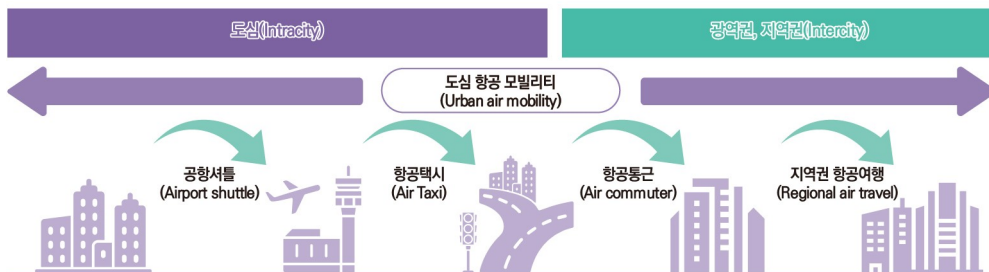 도심(Intracity)
광역권, 지역권(Intercity)
도심 항공 모빌리티
(Urban air mobility)
공항셔틀
(Airport shuttle)
항공택시
(Air Taxi)
항공통근
(Air commuter)
지역권 항공여행
(Regional air travel)